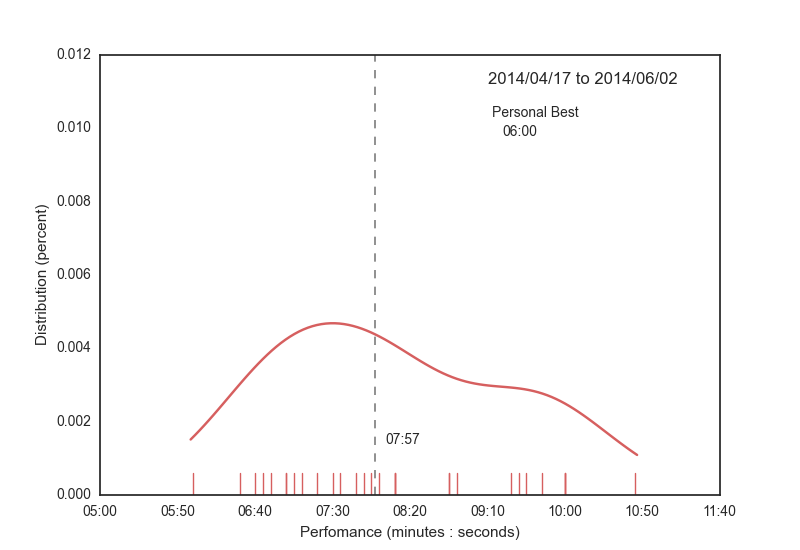 0.012
2014/04/17 to 2014/06/02
Personal Best
06:00
0.010
0.008
0.006
0.004
0.002
0.000
Distribution (percent)
07:57
05:00 05:50 06:40 07:30 08:20 09:10 10:00 10:50 11:40
Perfomance (minutes : seconds)